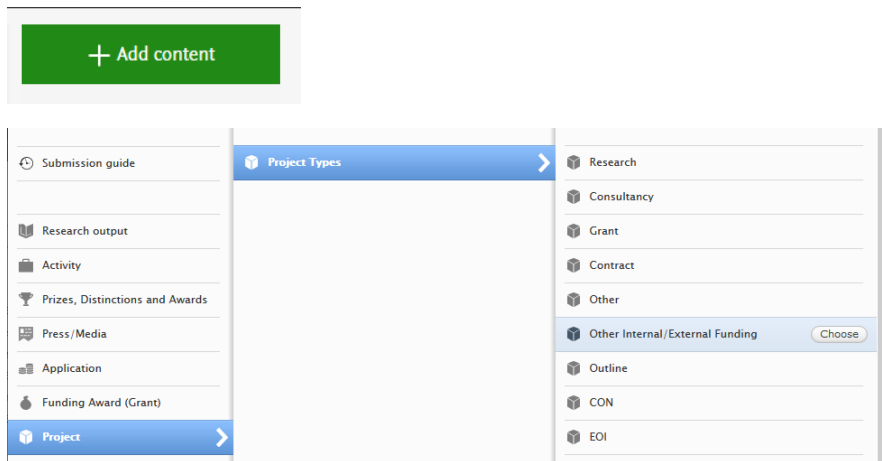 Add content
Submission guide
Research output
Activity
Prizes, Distinctions and Awards
Press/Media
Application
Funding Award (Grant)
Project
Project Types
Research
Consultancy
Grant
Contract
Other
Other Internal/External Funding
Choose
Outline
CON
EOI